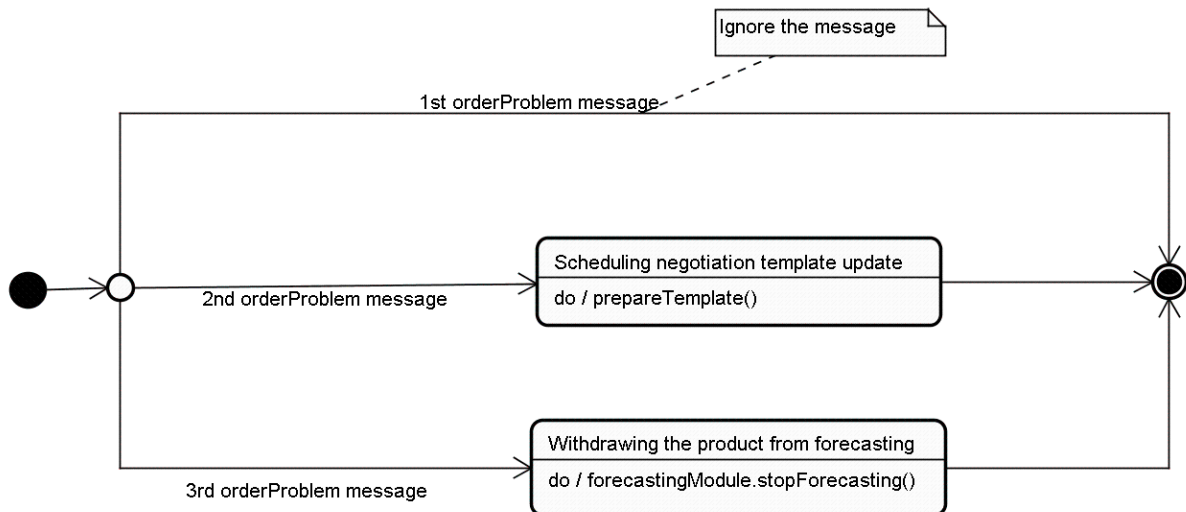 Ignore the message
1st orderProblem message
Scheduling negotiation template update
2nd orderProblem message
do / prepareTemplate()
Withdrawing the product from forecasting
do / forecastingModule.stopForecasting()
3rd orderProblem message